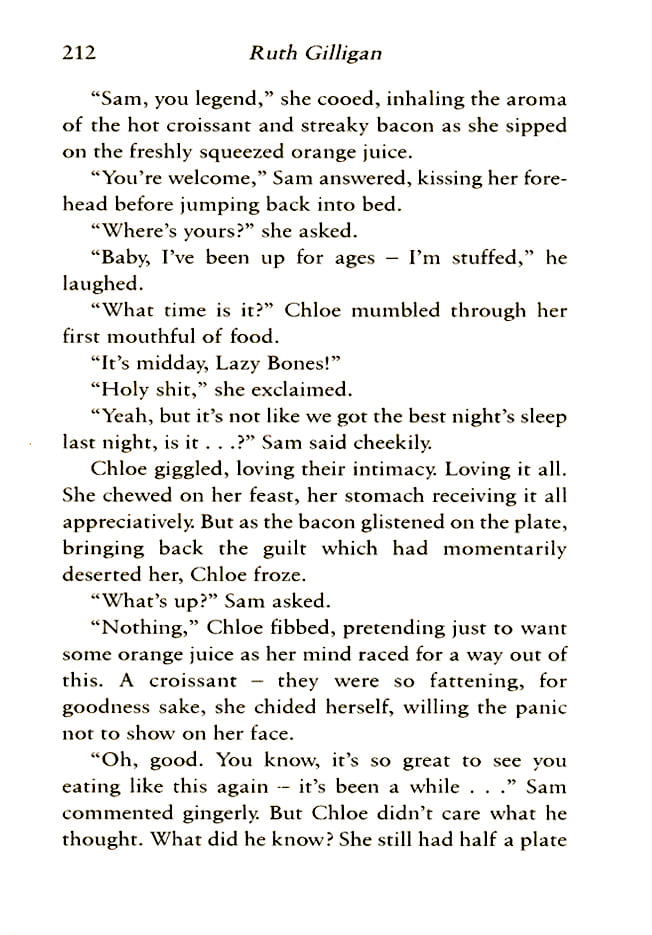 212 Ruth Gilligan
“Sam, you legend,” she cooed, inhaling the aroma
of the hot croissant and streaky bacon as she sipped
on the freshly squeezed orange juice.
“You’re welcome,” Sam answered, kissing her fore-
head before jumping back into bed.
“Where’s yours?” she asked.
“Baby, I’ve been up for ages – I’m stuffed,” he
laughed.
“What time is it?” Chloe mumbled through her
first mouthful of food.
“It’s midday, Lazy Bones!”
“Holy shit,” she exclaimed.
“Yeah, but it’s not like we got the best night’s sleep
last night, is it . . .?” Sam said cheekily.
Chloe giggled, loving their intimacy. Loving it all.
She chewed on her feast, her stomach receiving it all
appreciatively. But as the bacon glistened on the plate,
bringing back the guilt which had momentarily
deserted her, Chloe froze.
“What’s up?” Sam asked.
“Nothing,” Chloe fibbed, pretending just to want
some orange juice as her mind raced for a way out of
this. A croissant – they were so fattening, for
goodness sake, she chided herself, willing the panic
not to show on her face.
“Oh, good. You know, it’s so great to see you
eating like this again – it’s been a while . . .” Sam
commented gingerly. But Chloe didn’t care what he
thought. What did he know? She still had half a plate